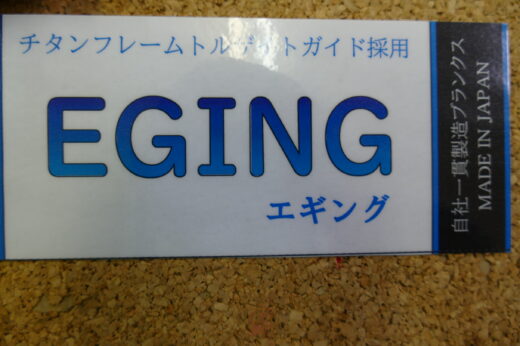 チタンフレームトルザイトガイド採用
EGING
エギング
自社一貫製造ブランクス
MADE IN JAPAN